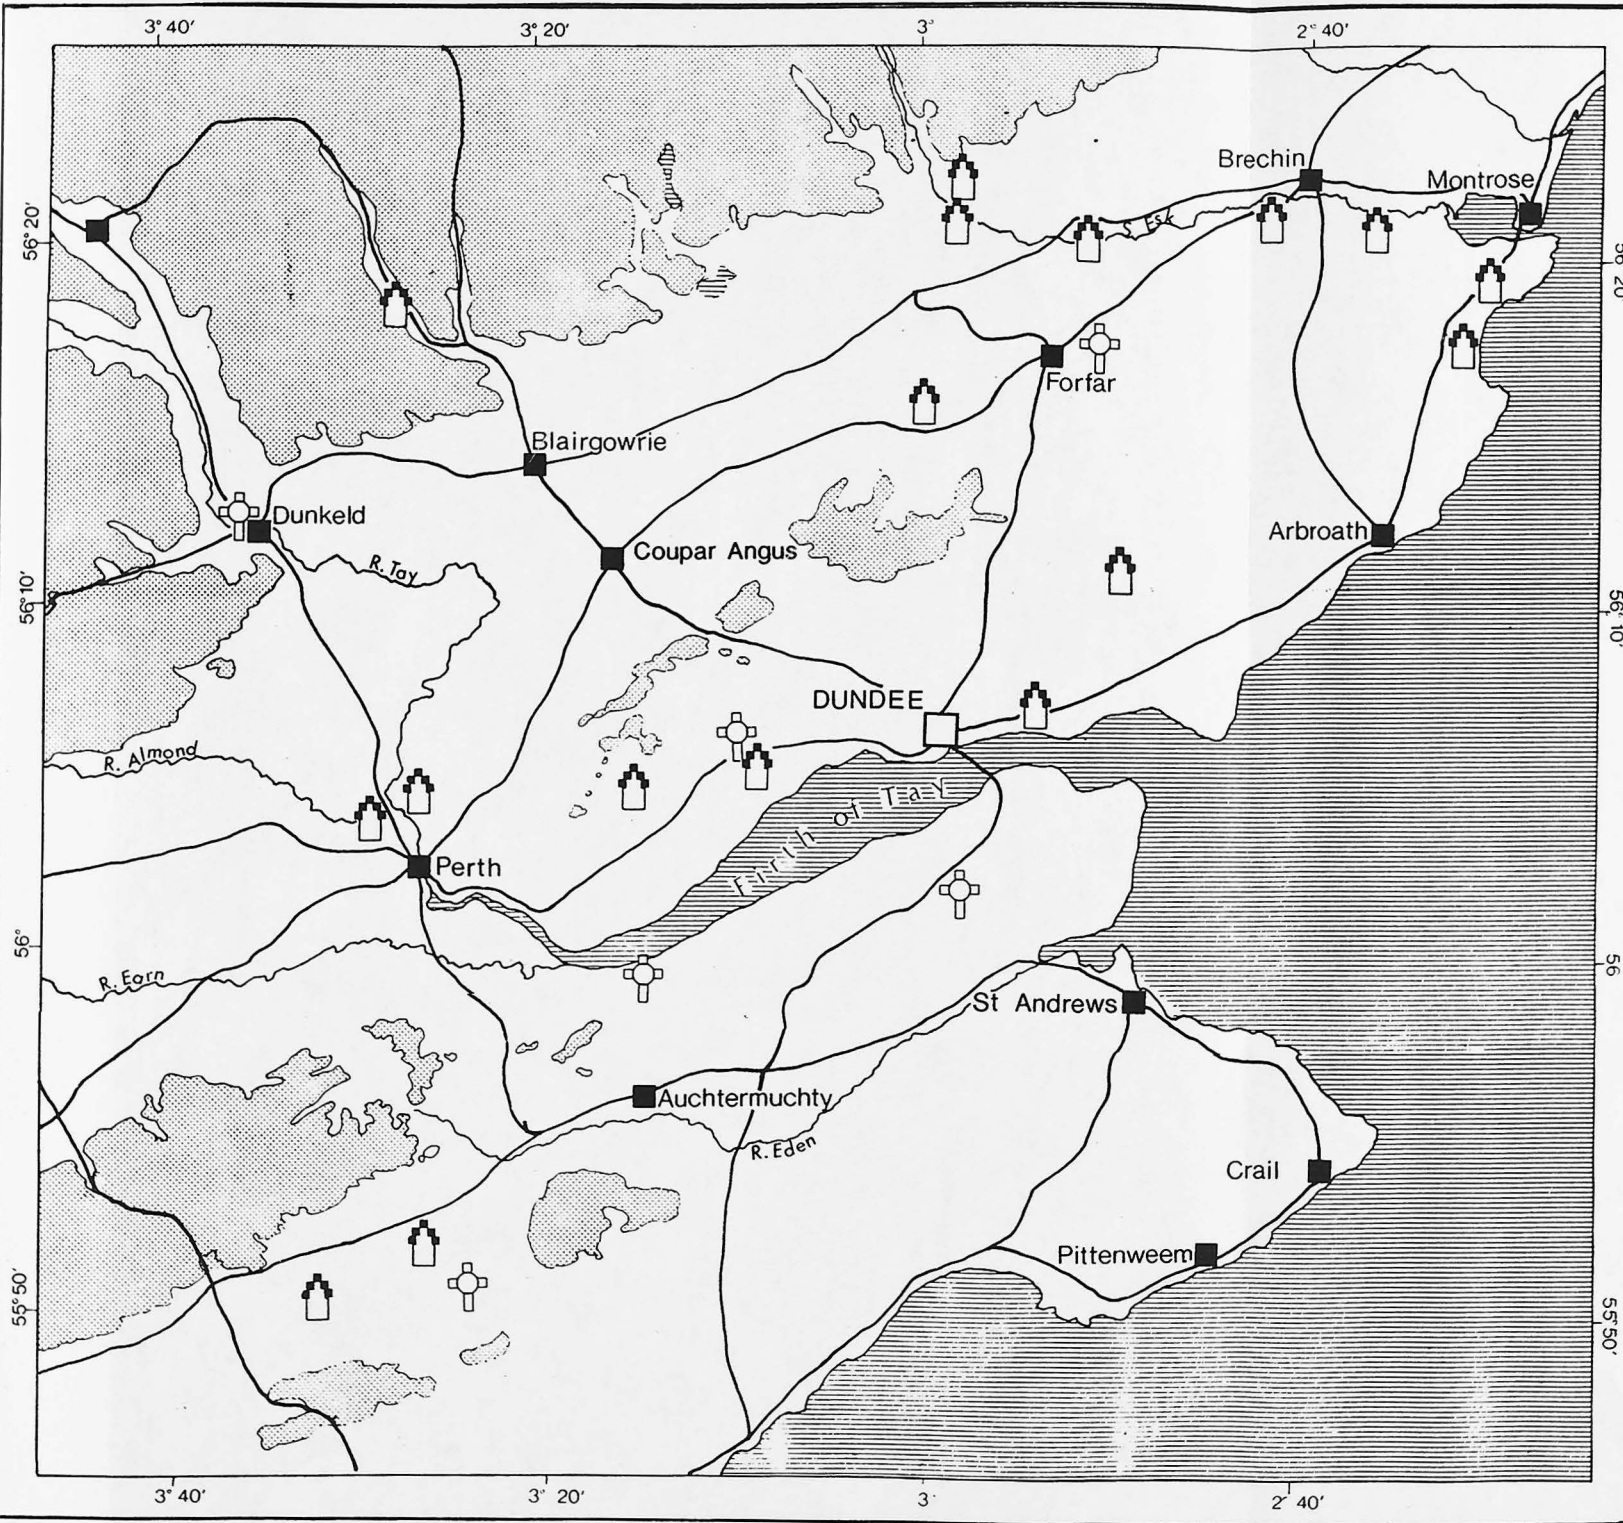 3° 40′
3° 20′
3°
2° 40′
Brechin
Montrose
S. Esk
56° 20′
56 20
Forfar
Blairgowrie
Dunkeld
Arbroath
Coupar Angus
R. Tay
56° 10′
56° 10′
DUNDEE
R. Almond
Firth of Tay
Perth
56°
56
R. Earn
St Andrews
Auchtermuchty
R. Eden
Crail
Pittenweem
55° 50′
55° 50′
3° 40′
3° 20′
3
2° 40′